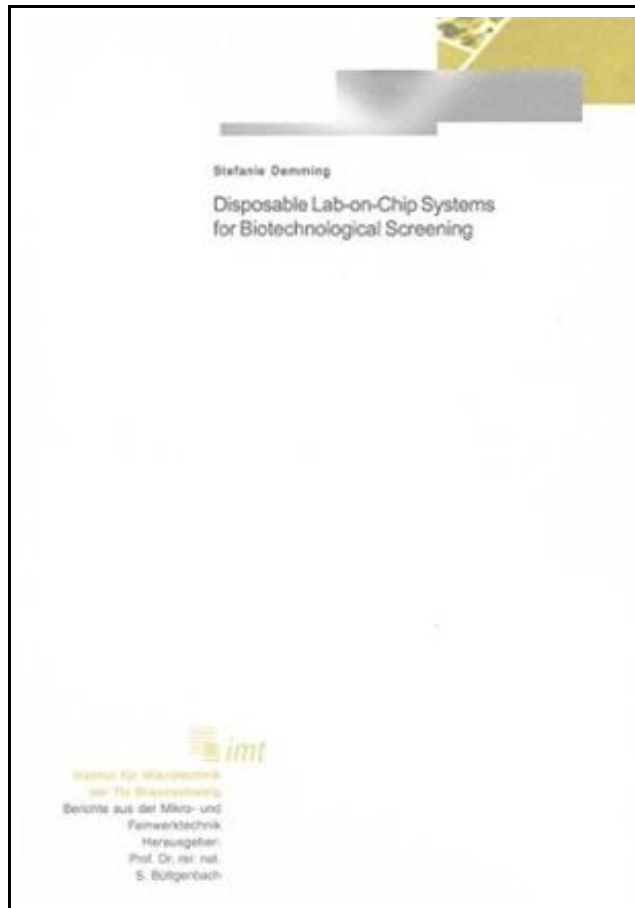 Stefanie Demming
Disposable Lab-on-Chip Systems
for Biotechnological Screening
imt
Institut für Mikrotechnik
der TU Braunschweig
Berichte aus der Mikro- und
Feinwerktechnik
Herausgeber:
Prof. Dr. rer. nat.
S. Büttgenbach